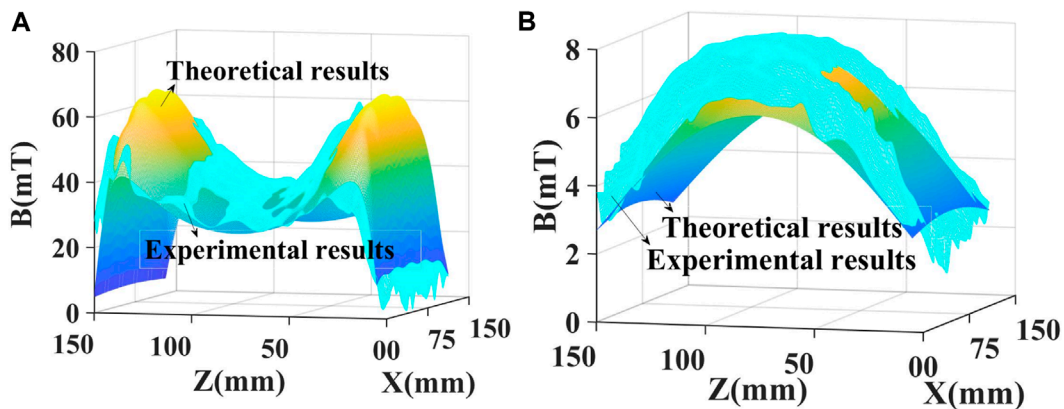 A
80
60
40
20
0
B(mT)
Theoretical results
Experimental results
150
100
50
00
75
150
Z(mm)
X(mm)
B
8
6
4
2
0
B(mT)
Theoretical results
Experimental results
150
100
50
00
75
150
Z(mm)
X(mm)